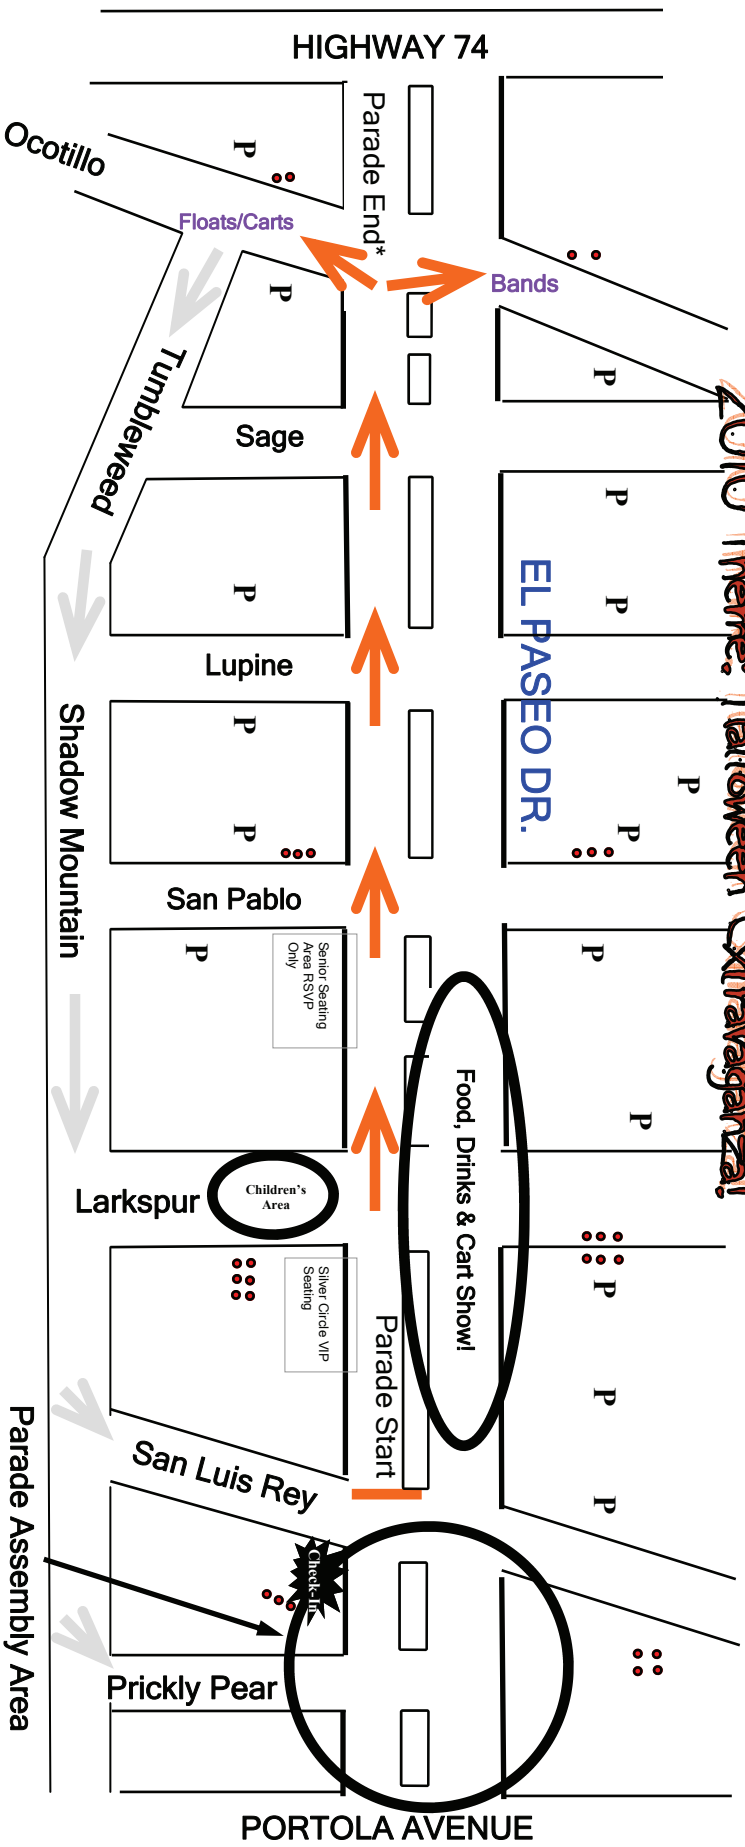 HIGHWAY 74
Parade End*
Ocotillo
P
Floats/Carts
Bands
P
Tumbleweed
P
Sage
2010 Theme: Halloween Extravaganza!
P
EL PASEO DR.
P
P
Lupine
Shadow Mountain
P
P
P
P
San Pablo
Senior Seating
Area RSVP
Only
P
P
Food, Drinks & Cart Show!
P
Larkspur
Children's
Area
Silver Circle VIP
Seating
P
Parade Start
P
Parade Assembly Area
San Luis Rey
P
Check-In
Prickly Pear
PORTOLA AVENUE